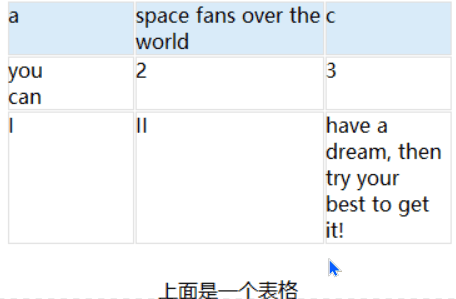 a space fans over the c
world
you 2 3
can
I II have a
dream, then
try your
best to get
it!
上面是一个表格